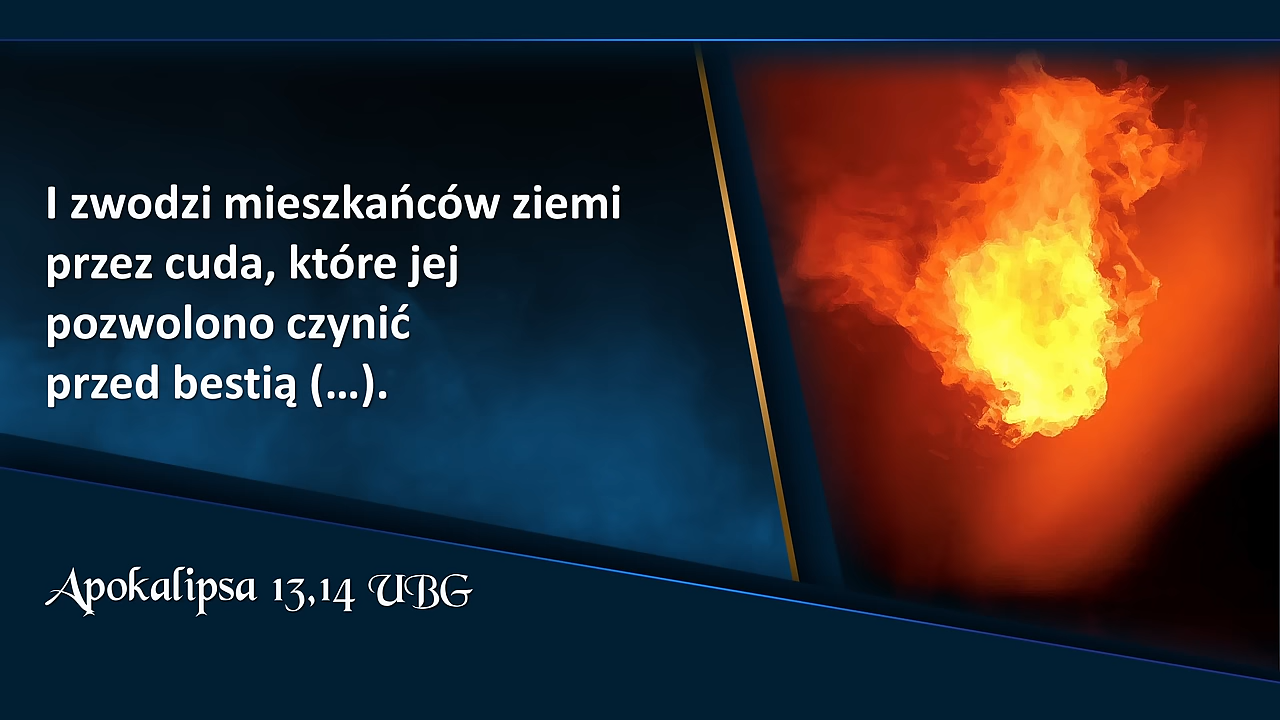 I zwodzi mieszkańców ziemi
przez cuda, które jej
pozwolono czynić
przed bestią (...).
Apokalipsa 13,14 UBG